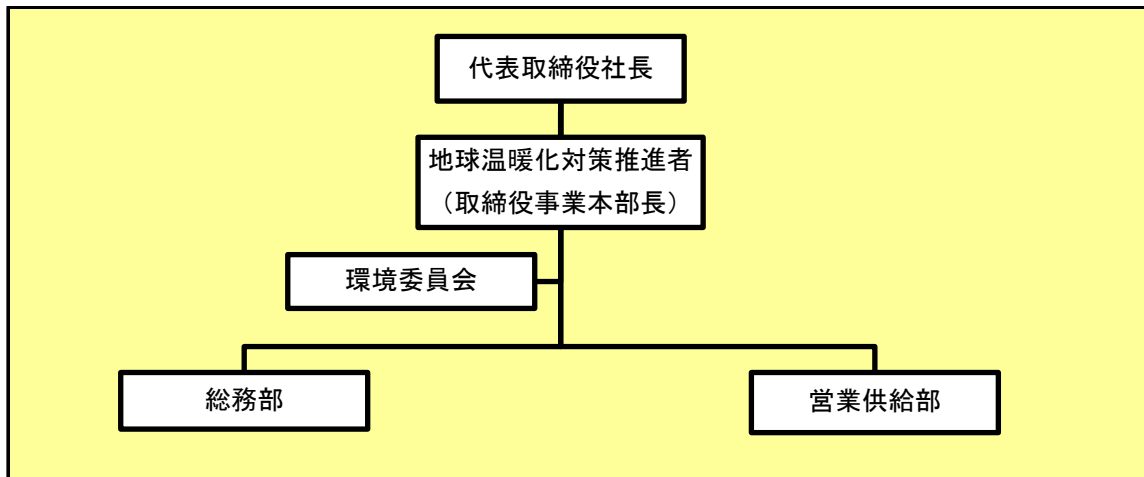 代表取締役社長
地球温暖化対策推進者
（取締役事業本部長）
環境委員会
総務部
営業供給部